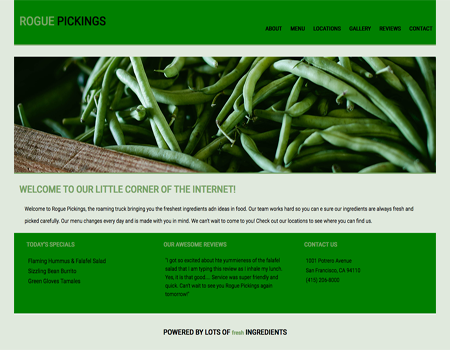 ROGUE PICKINGS
ABOUT MENU LOCATIONS GALLERY REVIEWS CONTACT
WELCOME TO OUR LITTLE CORNER OF THE INTERNET!
Welcome to Rogue Pickings, the roaming truck bringing you the freshest ingredients adn ideas in food. Our team works hard so you can e sure our ingredients are always fresh and
picked carefully. Our menu changes every day and is made with you in mind. We can't wait to come to you! Check out our locations to see where you can find us.
TODAY'S SPECIALS
Flaming Hummus & Falafel Salad
Sizzling Bean Burrito
Green Gloves Tamales
OUR AWESOME REVIEWS
"I got so excited about his yumminess of the falafel
salad that I am typing this review as I inhale my lunch.
Yes, it is that good.... Service was super friendly and
quick. Can't wait to see you Rogue Pickings again
tomorrow!"
CONTACT US
1001 Potrero Avenue
San Francisco, CA 94110
(415) 206-8000
POWERED BY LOTS OF fresh INGREDIENTS